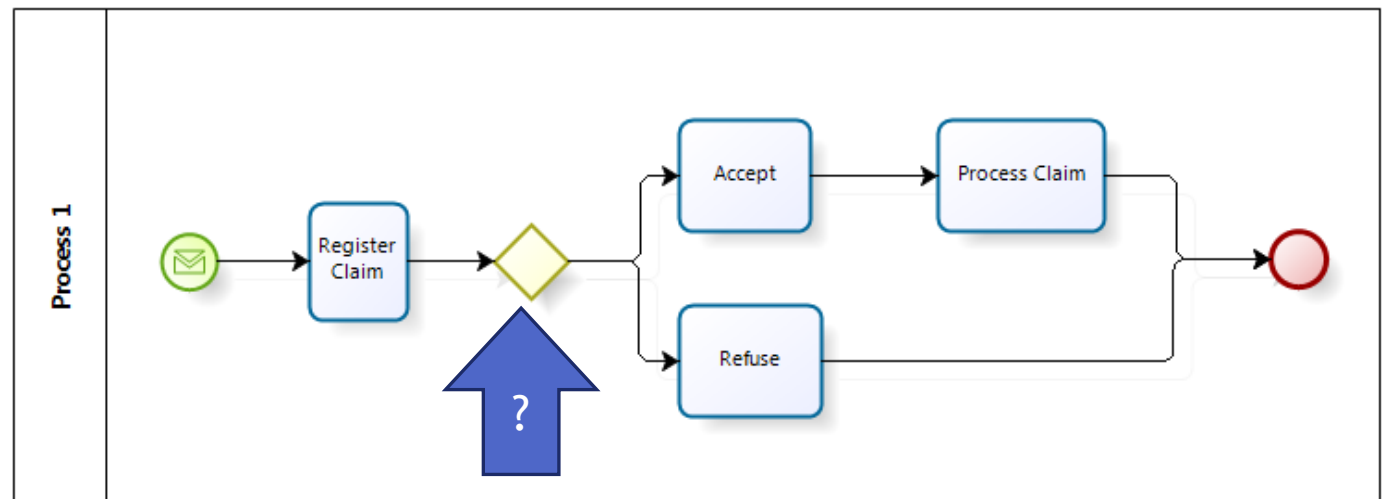 Process 1
Register
Claim
Accept
Process Claim
Refuse
?